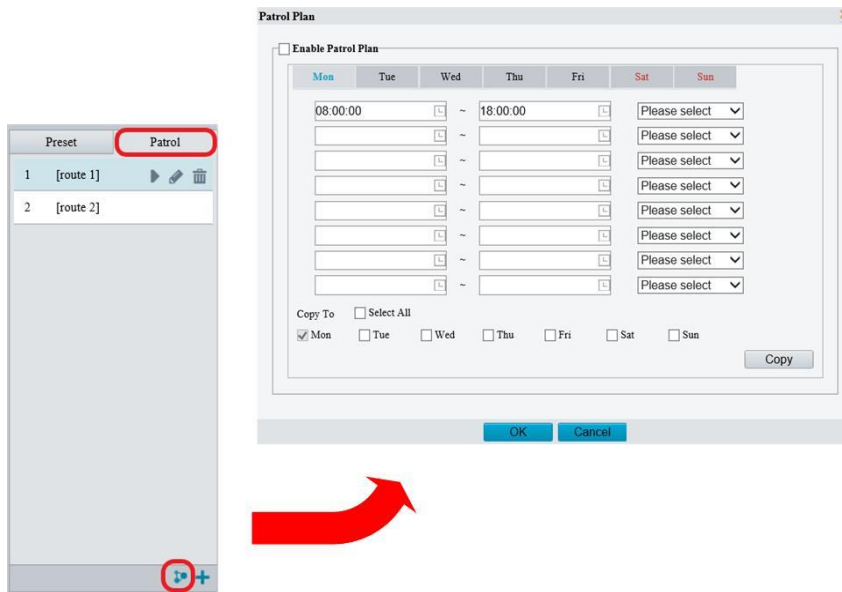 Patrol Plan
Enable Patrol Plan
Mon Tue Wed Thu Fri Sat Sun
08:00:00 ~ 18:00:00 Please select
~ Please select
~ Please select
~ Please select
~ Please select
~ Please select
~ Please select
~ Please select
Copy To Select All
Mon Tue Wed Thu Fri Sat Sun
Copy
OK Cancel
Preset Patrol
1 [route 1]
2 [route 2]